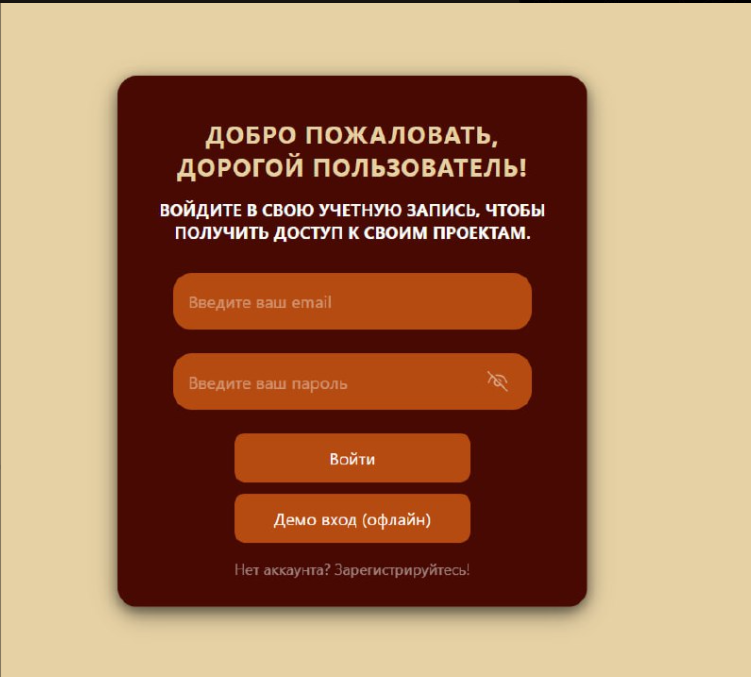 ДОБРО ПОЖАЛОВАТЬ,
ДОРОГОЙ ПОЛЬЗОВАТЕЛЬ!
ВОЙДИТЕ В СВОЮ УЧЕТНУЮ ЗАПИСЬ, ЧТОБЫ
ПОЛУЧИТЬ ДОСТУП К СВОИМ ПРОЕКТАМ.
Введите ваш email
Введите ваш пароль
Войти
Демо вход (офлайн)
Нет аккаунта? Зарегистрируйтесь!